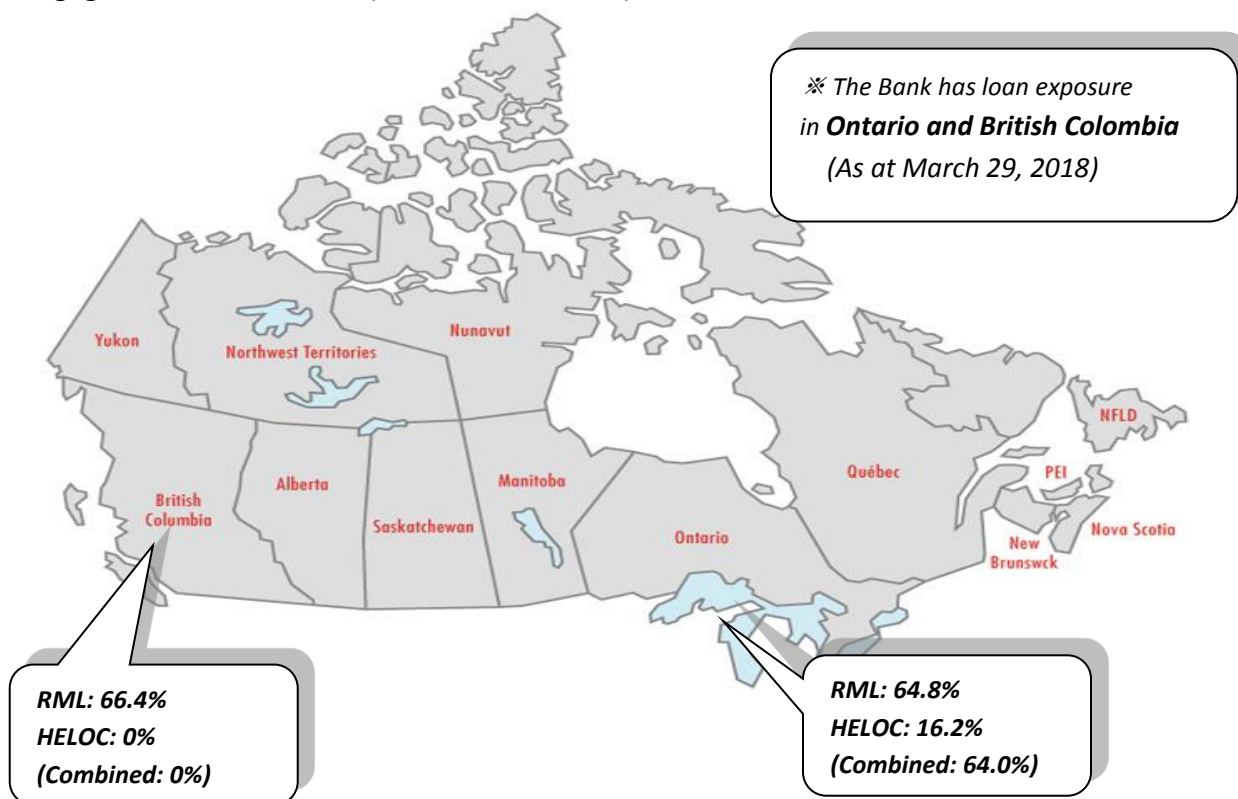 ※ The Bank has loan exposure
in Ontario and British Colombia
(As at March 29, 2018)
Yukon
Northwest Territories
Nunavut
British
Columbia
Alberta
Saskatchewan
Manitoba
Ontario
Québec
NFLD
PEI
New
Brunswck
Nova Scotia
RML: 66.4%
HELOC: 0%
(Combined: 0%)
RML: 64.8%
HELOC: 16.2%
(Combined: 64.0%)